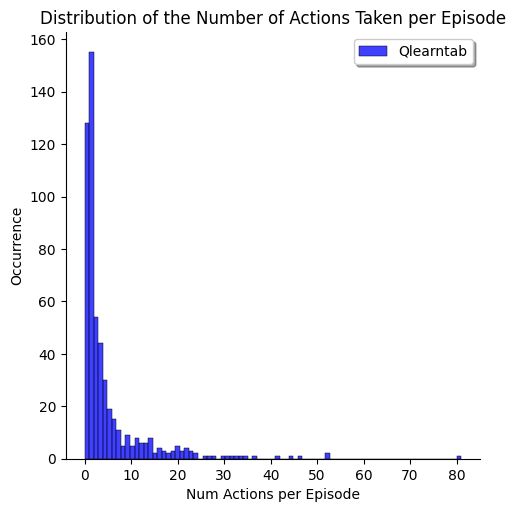 Distribution of the Number of Actions Taken per Episode
Qlearntab
Occurrence
160
140
120
100
80
60
40
20
0
0 10 20 30 40 50 60 70 80
Num Actions per Episode